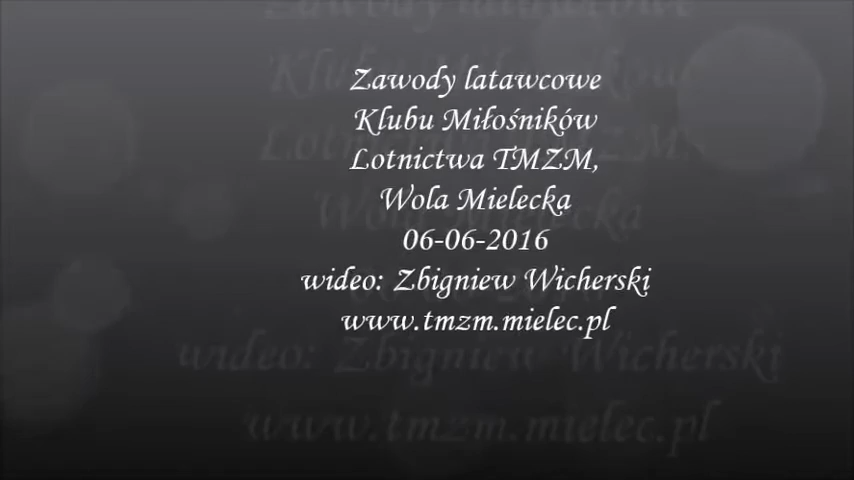 Zawody latawcowe
Klubu Miłośników
Lotnictwa TMZM,
Wola Mielecka
06-06-2016
wideo: Zbigniew Wicherski
www.tmzm.mielec.pl